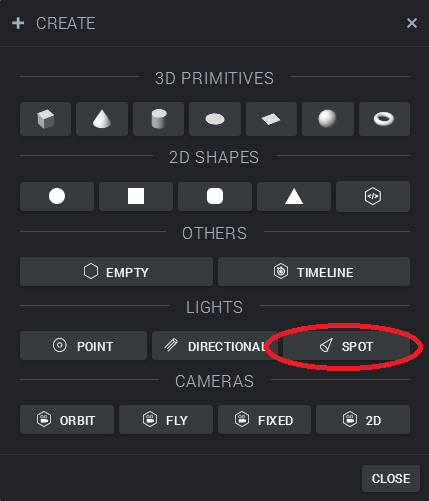 CREATE
3D PRIMITIVES
2D SHAPES
</>
OTHERS
EMPTY TIMELINE
LIGHTS
POINT DIRECTIONAL SPOT
CAMERAS
ORBIT FLY FIXED 2D
CLOSE